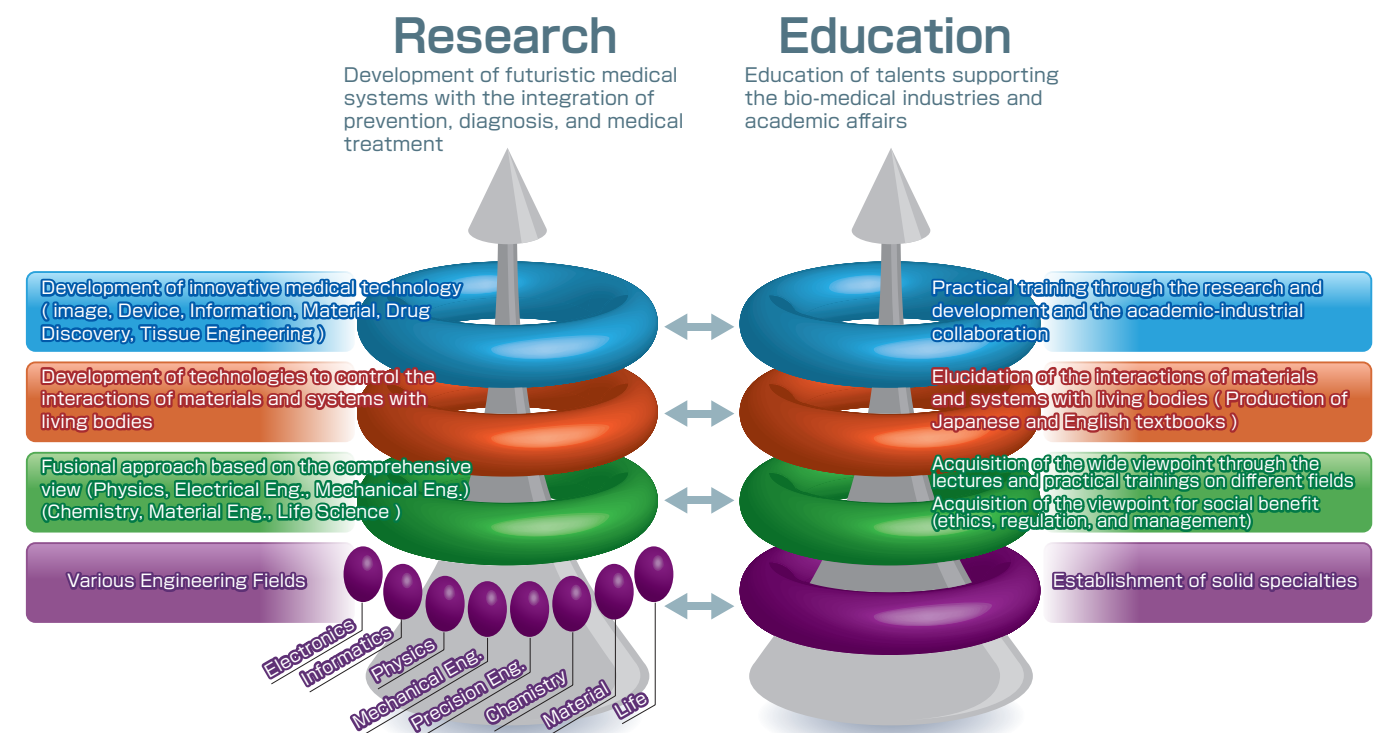 Research
Development of futuristic medical
systems with the integration of
prevention, diagnosis, and medical
treatment
Education
Education of talents supporting
the bio-medical industries and
academic affairs
Development of innovative medical technology
( image, Device, Information, Material, Drug
Discovery, Tissue Engineering )
Practical training through the research and
development and the academic-industrial
collaboration
Development of technologies to control the
interactions of materials and systems with
living bodies
Elucidation of the interactions of materials
and systems with living bodies ( Production of
Japanese and English textbooks )
Fusional approach based on the comprehensive
view (Physics, Electrical Eng., Mechanical Eng.)
(Chemistry, Material Eng., Life Science )
Acquisition of the wide viewpoint through the
lectures and practical trainings on different fields
Acquisition of the viewpoint for social benefit
(ethics, regulation, and management)
Various Engineering Fields
Establishment of solid specialties
Electronics
Informatics
Physics
Mechanical Eng.
Precision Eng.
Chemistry
Material
Life